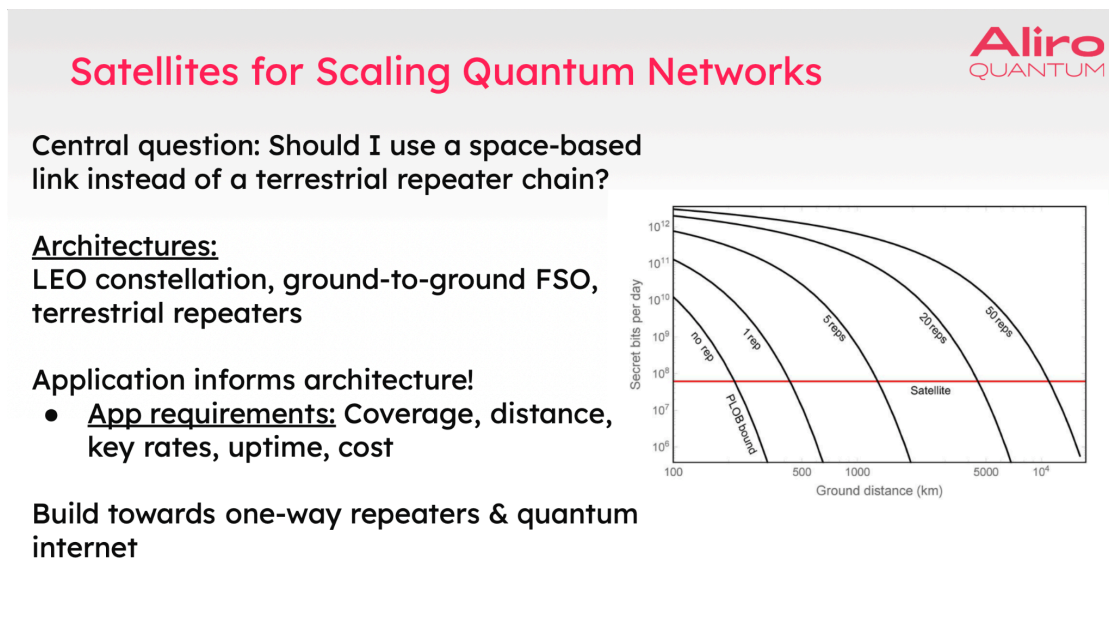 Aliro
QUANTUM
Satellites for Scaling Quantum Networks
Central question: Should I use a space-based
link instead of a terrestrial repeater chain?
Architectures:
LEO constellation, ground-to-ground FSO,
terrestrial repeaters
Application informs architecture!
● App requirements: Coverage, distance,
key rates, uptime, cost
Build towards one-way repeaters & quantum
internet
Secret bits per day
10¹²
10¹¹
10¹⁰
10⁹
10⁸
10⁷
10⁶
no rep
1 rep
5 reps
20 reps
50 reps
PLOB bound
Satellite
100
500
1000
5000
10⁴
Ground distance (km)